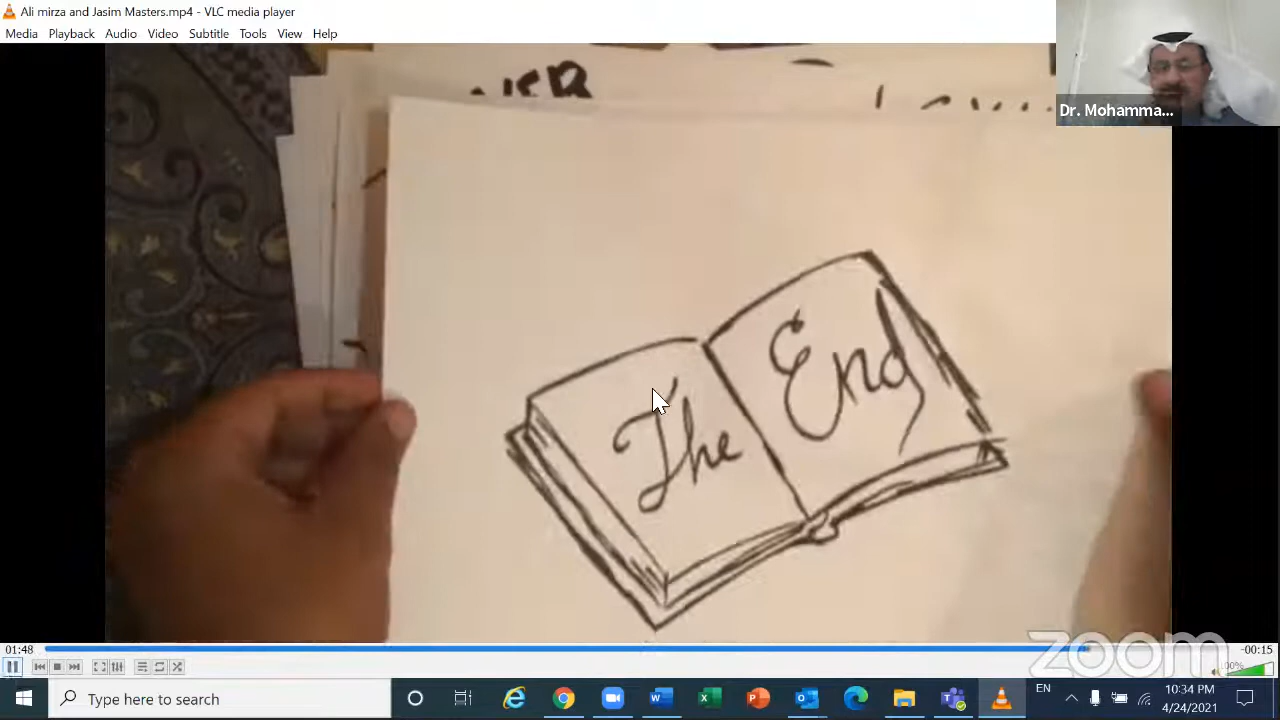 Ali mirza and Jasim Masters.mp4 - VLC media player
Media Playback Audio Video Subtitle Tools View Help
Dr. Mohamma...
The End
01:48
-00:15
100%
zoom
Type here to search
EN
10:34 PM
4/24/2021